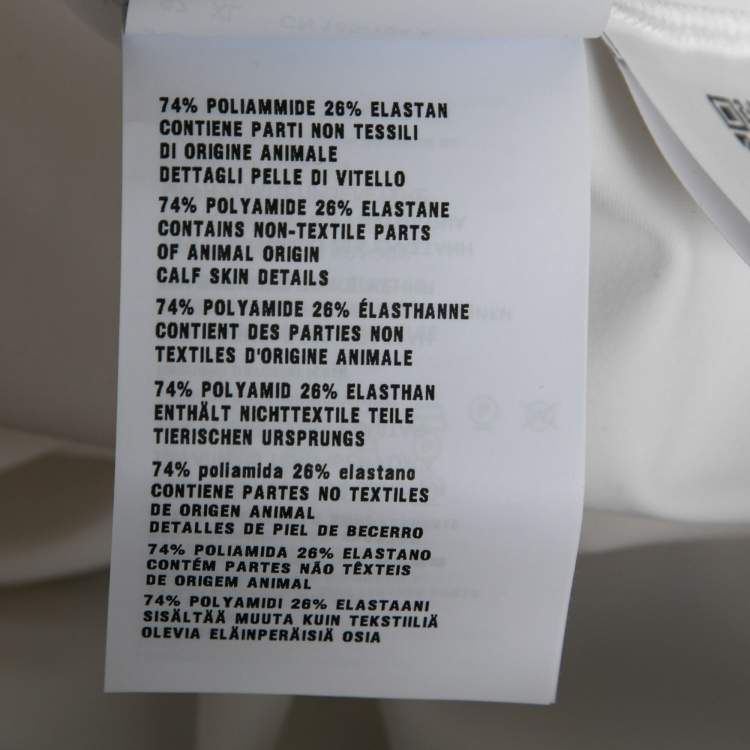 74% POLIAMMIDE 26% ELASTAN
CONTIENE PARTI NON TESSILI
DI ORIGINE ANIMALE
DETTAGLI PELLE DI VITELLO
74% POLYAMIDE 26% ELASTANE
CONTAINS NON-TEXTILE PARTS
OF ANIMAL ORIGIN
CALF SKIN DETAILS
74% POLYAMIDE 26% ÉLASTHANNE
CONTIENT DES PARTIES NON
TEXTILES D'ORIGINE ANIMALE
74% POLYAMID 26% ELASTHAN
ENTHÄLT NICHTTEXTILE TEILE
TIERISCHEN URSPRUNGS
74% poliamida 26% elastano
CONTIENE PARTES NO TEXTILES
DE ORIGEN ANIMAL
DETALLES DE PIEL DE BECERRO
74% POLIAMIDA 26% ELASTANO
CONTÉM PARTES NÃO TÊXTEIS
DE ORIGEM ANIMAL
74% POLYAMIDI 26% ELASTAANI
SISÄLTÄÄ MUUTA KUIN TEKSTIILIÄ
OLEVIA ELÄINPERÄISIÄ OSIA